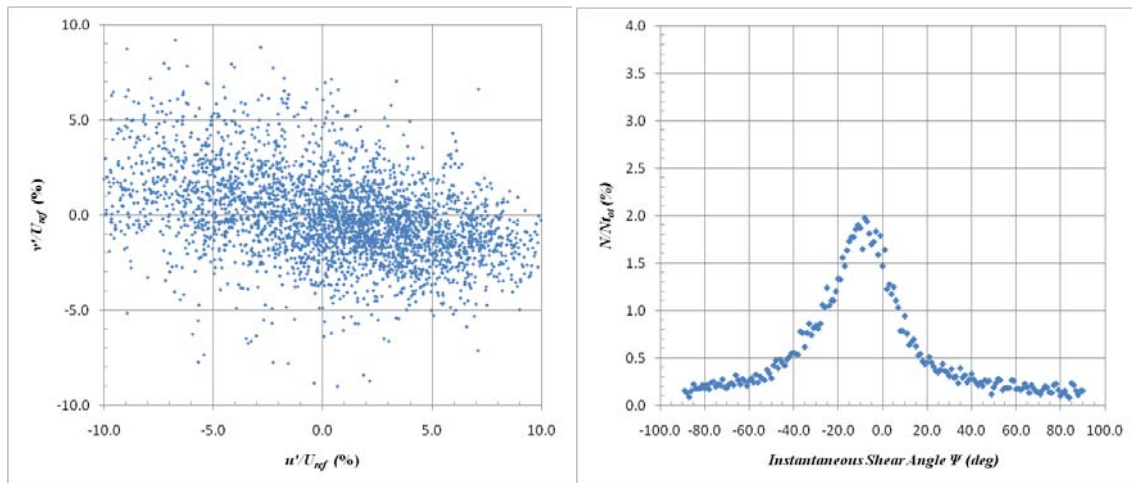 10.0
5.0
0.0
-5.0
-10.0
v'/Uref (%)
-10.0 -5.0 0.0 5.0 10.0
u'/Uref (%)
4.0
3.5
3.0
2.5
2.0
1.5
1.0
0.5
0.0
N/Ntot (%)
-100.0 -80.0 -60.0 -40.0 -20.0 0.0 20.0 40.0 60.0 80.0 100.0
Instantaneous Shear Angle Ψ (deg)